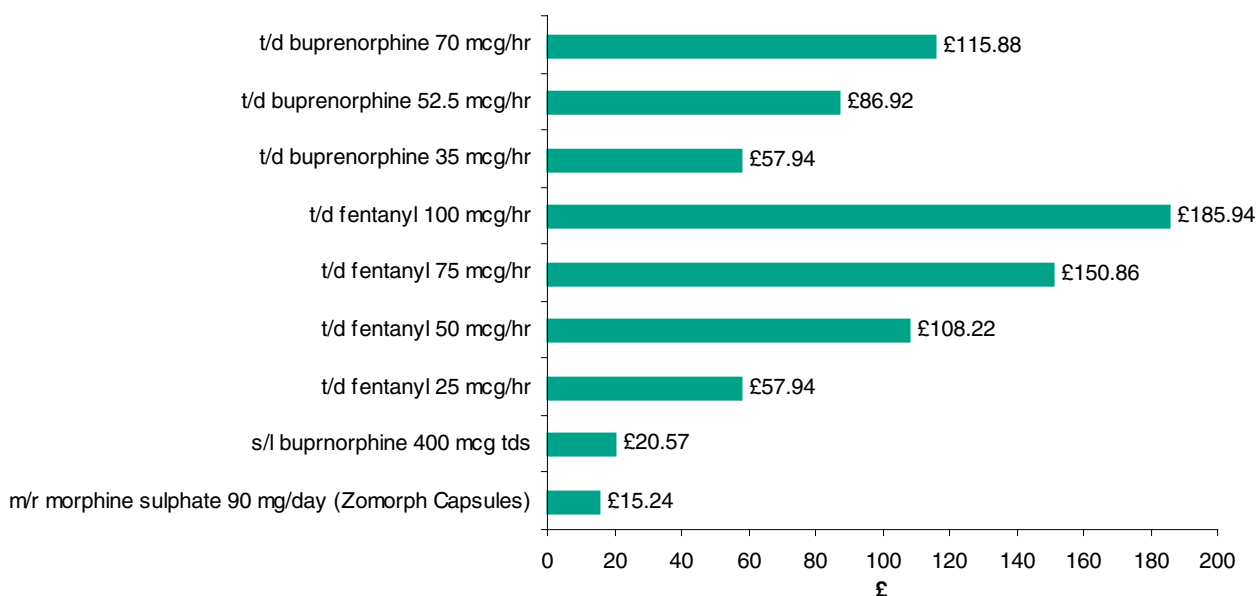 t/d buprenorphine 70 mcg/hr £115.88
t/d buprenorphine 52.5 mcg/hr £86.92
t/d buprenorphine 35 mcg/hr £57.94
t/d fentanyl 100 mcg/hr £185.94
t/d fentanyl 75 mcg/hr £150.86
t/d fentanyl 50 mcg/hr £108.22
t/d fentanyl 25 mcg/hr £57.94
s/l buprnorphine 400 mcg tds £20.57
m/r morphine sulphate 90 mg/day (Zomorph Capsules) £15.24
0 20 40 60 80 100 120 140 160 180 200
£